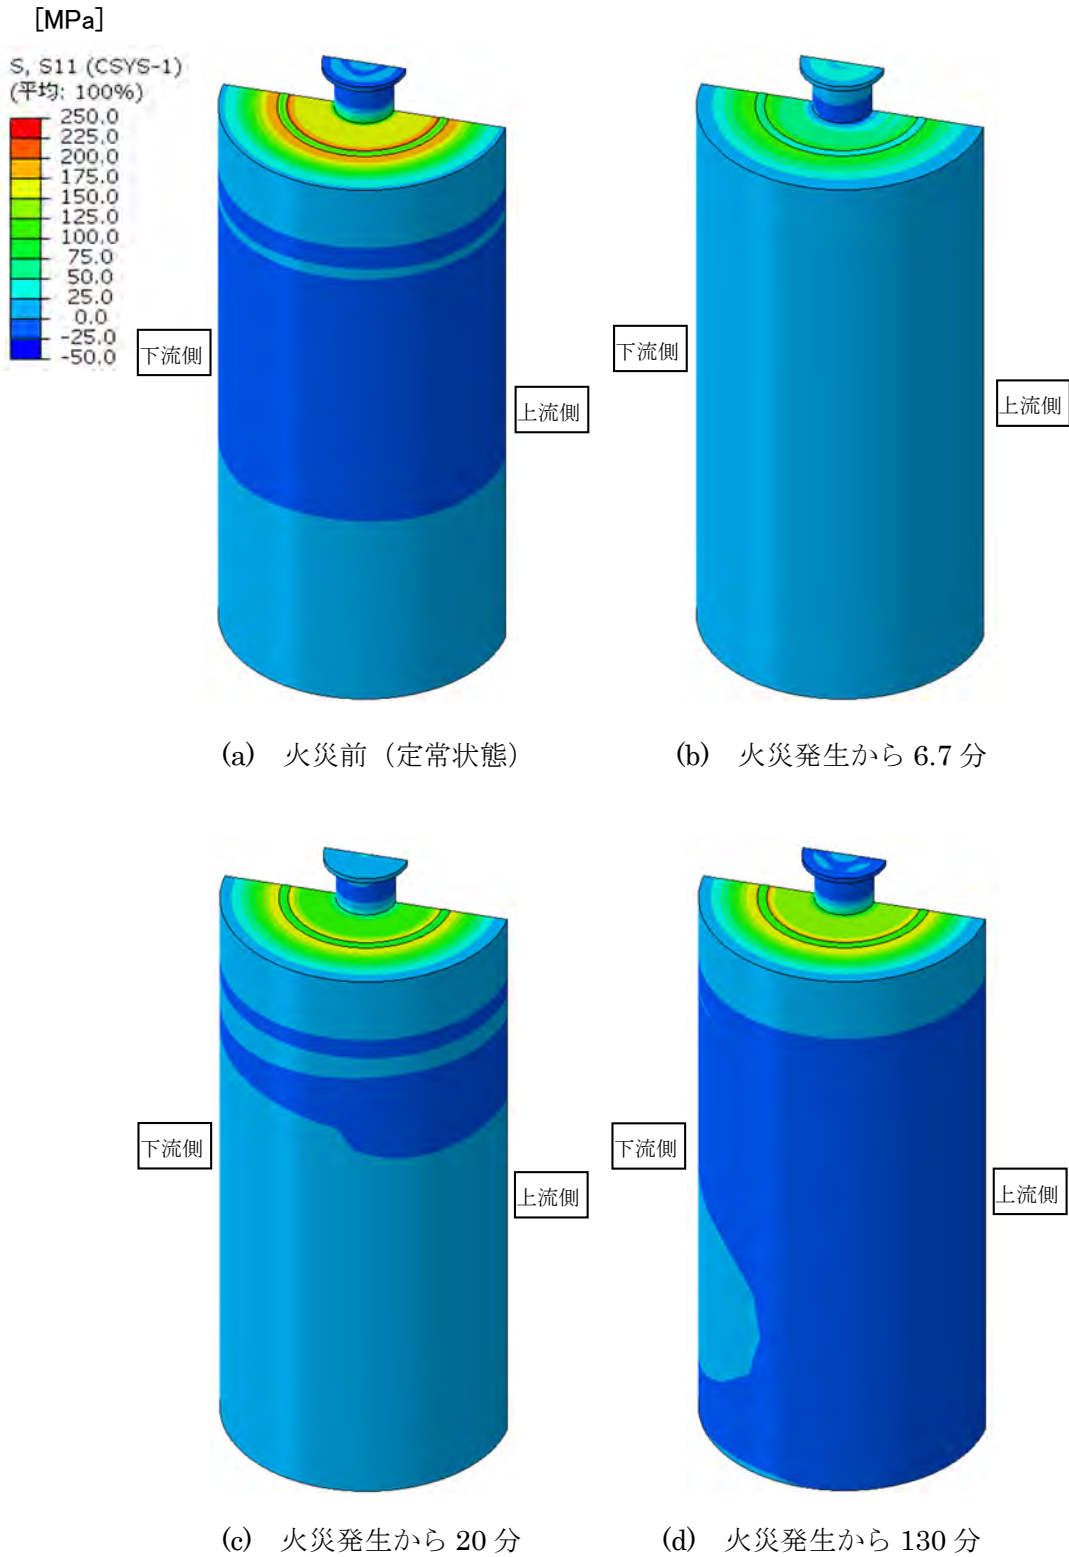 [MPa]
S, S11 (CSYS-1)
(平均: 100%)
250.0
225.0
200.0
175.0
150.0
125.0
100.0
75.0
50.0
25.0
0.0
-25.0
-50.0
下流側
上流側
下流側
上流側
(a) 火災前（定常状態）
(b) 火災発生から 6.7 分
下流側
上流側
下流側
上流側
(c) 火災発生から 20 分
(d) 火災発生から 130 分